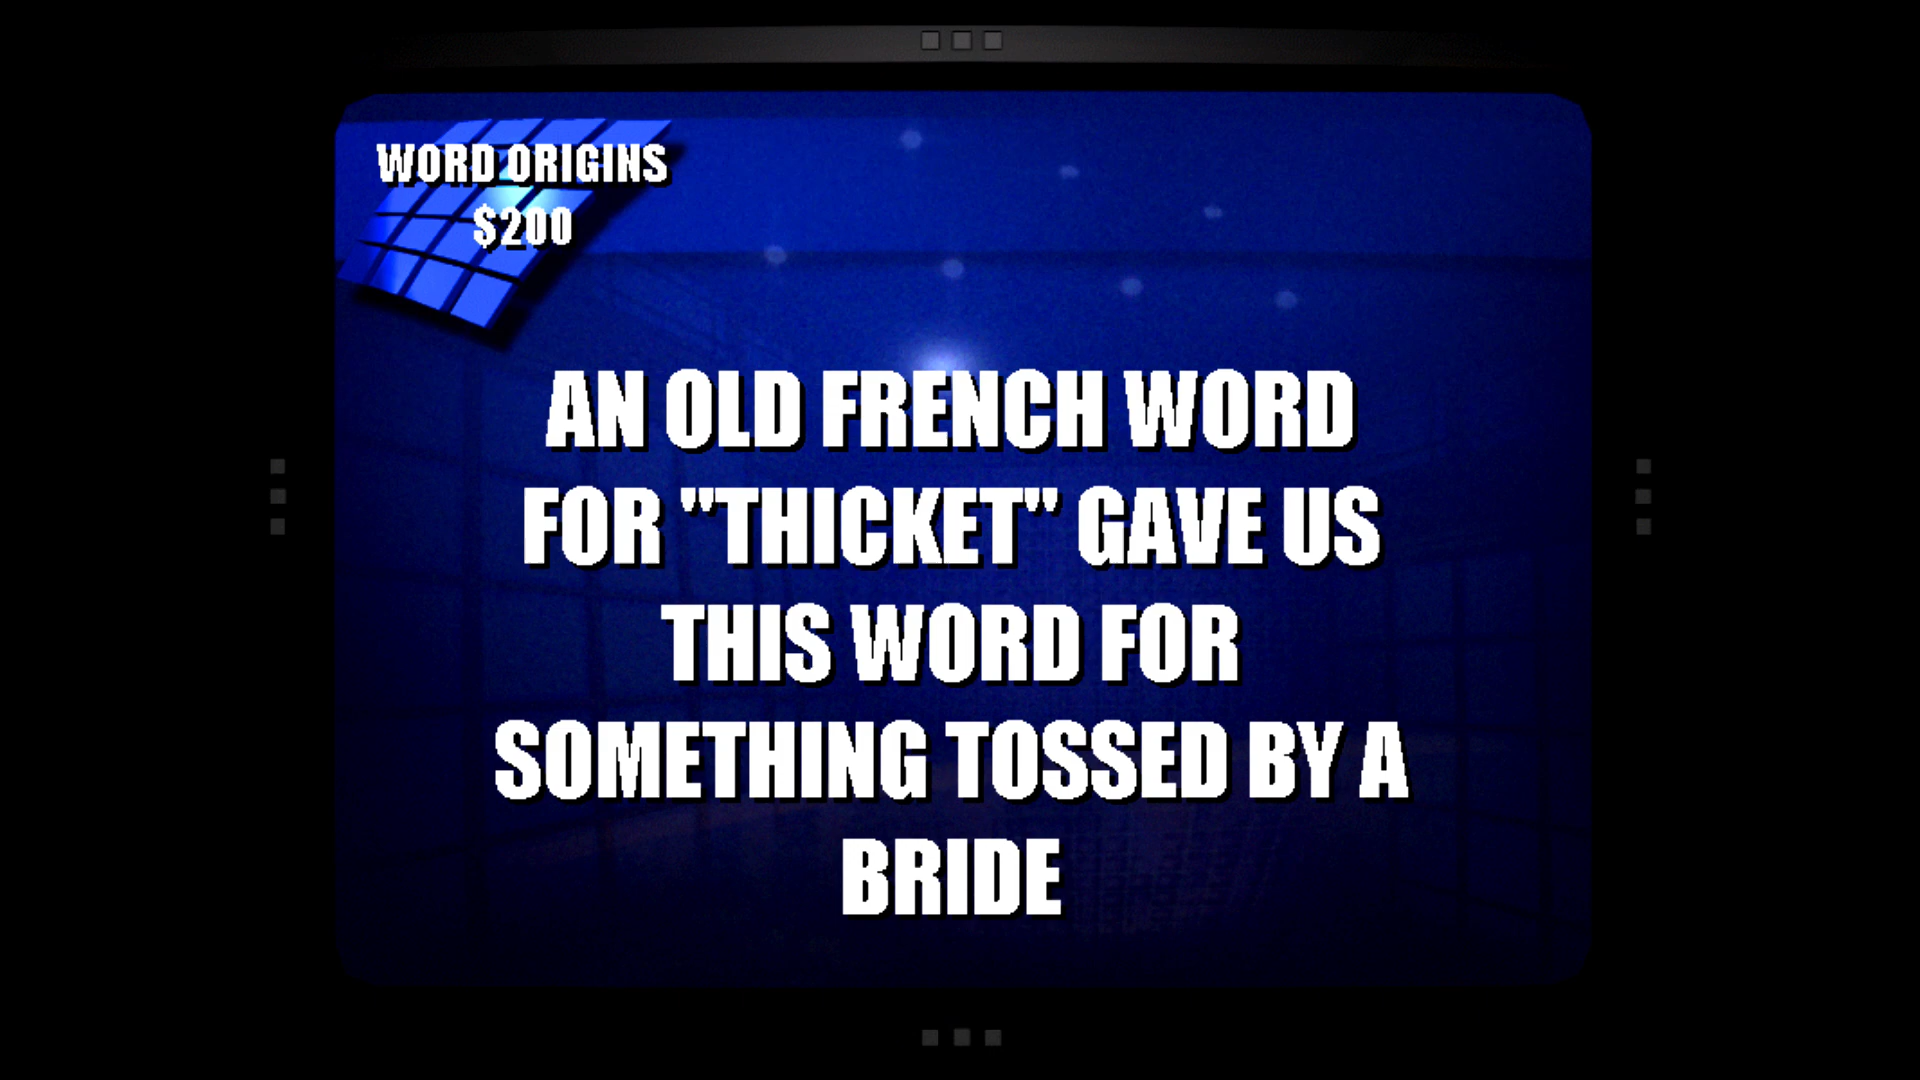 WORD ORIGINS
$200
AN OLD FRENCH WORD
FOR "THICKET" GAVE US
THIS WORD FOR
SOMETHING TOSSED BY A
BRIDE